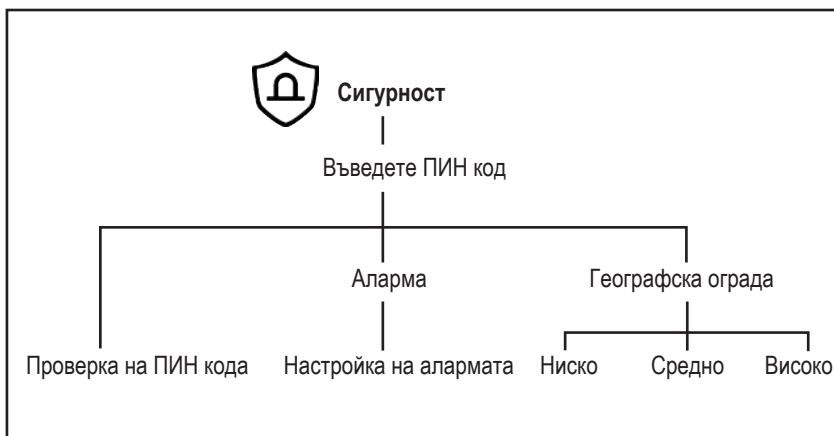 Сигурност
Въведете ПИН код
Аларма
Географска ограда
Проверка на ПИН кода
Настройка на алармата
Ниско
Средно
Високо